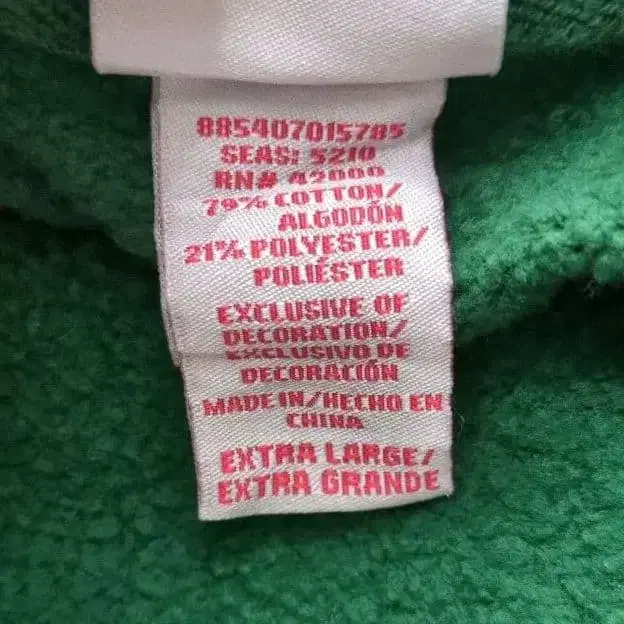 885407015785
SEAS: 5210
RN# 42000
79% COTTON/
ALGODÓN
21% POLYESTER/
POLIÉSTER
EXCLUSIVE OF
DECORATION/
EXCLUSIVO DE
DECORACIÓN
MADE IN/HECHO EN
CHINA
EXTRA LARGE/
EXTRA GRANDE